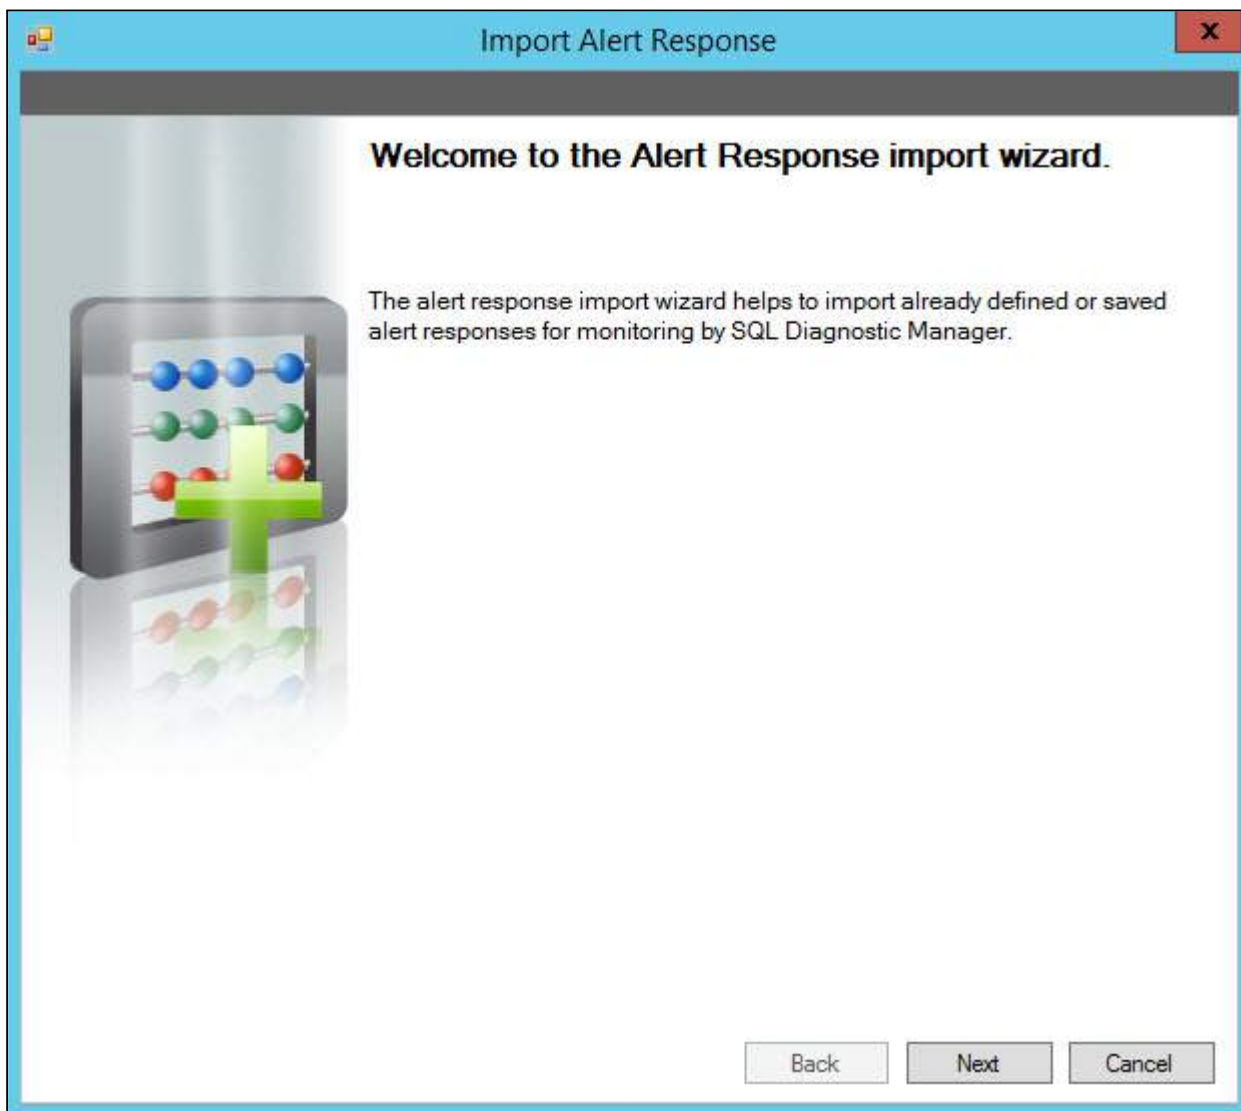 Import Alert Response
x
Welcome to the Alert Response import wizard.
The alert response import wizard helps to import already defined or saved
alert responses for monitoring by SQL Diagnostic Manager.
Back Next Cancel